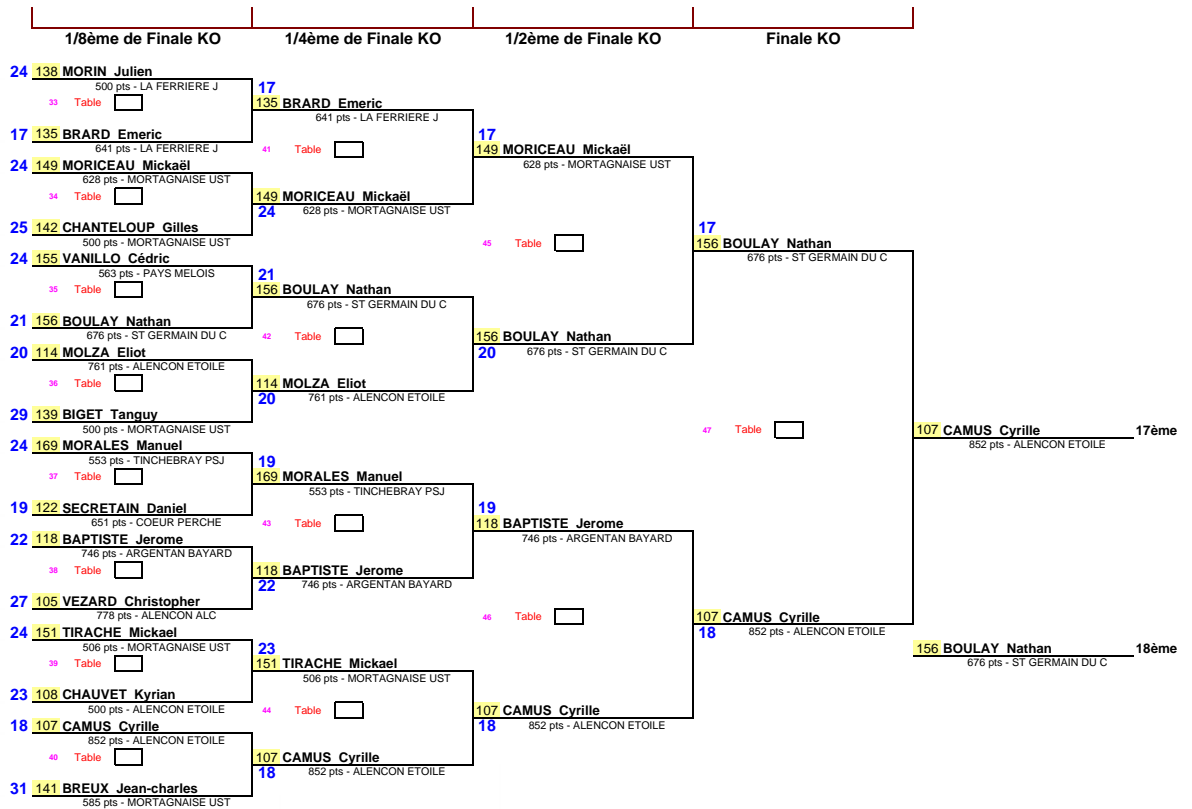 1/8ème de Finale KO 1/4ème de Finale KO 1/2ème de Finale KO Finale KO
24 138 MORIN Julien
500 pts - LA FERRIERE J
33 Table
17 135 BRARD Emeric
641 pts - LA FERRIERE J
24 149 MORICEAU Mickaël
628 pts - MORTAGNAISE UST
34 Table
25 142 CHANTELOUP Gilles
500 pts - MORTAGNAISE UST
24 155 VANILLO Cédric
563 pts - PAYS MELOIS
35 Table
21 156 BOULAY Nathan
676 pts - ST GERMAIN DU C
20 114 MOLZA Eliot
761 pts - ALENCON ETOILE
36 Table
29 139 BIGET Tanguy
500 pts - MORTAGNAISE UST
24 169 MORALES Manuel
553 pts - TINCHEBRAY PSJ
37 Table
19 122 SECRETAIN Daniel
651 pts - COEUR PERCHE
22 118 BAPTISTE Jerome
746 pts - ARGENTAN BAYARD
38 Table
27 105 VEZARD Christopher
778 pts - ALENCON ALC
24 151 TIRACHE Mickael
506 pts - MORTAGNAISE UST
39 Table
23 108 CHAUVET Kyrian
500 pts - ALENCON ETOILE
18 107 CAMUS Cyrille
852 pts - ALENCON ETOILE
40 Table
31 141 BREUX Jean-charles
585 pts - MORTAGNAISE UST
17
135 BRARD Emeric
641 pts - LA FERRIERE J
41 Table
149 MORICEAU Mickaël
24 628 pts - MORTAGNAISE UST
21
156 BOULAY Nathan
676 pts - ST GERMAIN DU C
42 Table
114 MOLZA Eliot
20 761 pts - ALENCON ETOILE
19
169 MORALES Manuel
553 pts - TINCHEBRAY PSJ
43 Table
118 BAPTISTE Jerome
22 746 pts - ARGENTAN BAYARD
23
151 TIRACHE Mickael
506 pts - MORTAGNAISE UST
44 Table
107 CAMUS Cyrille
18 852 pts - ALENCON ETOILE
17
149 MORICEAU Mickaël
628 pts - MORTAGNAISE UST
45 Table
156 BOULAY Nathan
20 676 pts - ST GERMAIN DU C
19
118 BAPTISTE Jerome
746 pts - ARGENTAN BAYARD
46 Table
107 CAMUS Cyrille
18 852 pts - ALENCON ETOILE
17
156 BOULAY Nathan
676 pts - ST GERMAIN DU C
47 Table
107 CAMUS Cyrille
18 852 pts - ALENCON ETOILE
107 CAMUS Cyrille 17ème
852 pts - ALENCON ETOILE
156 BOULAY Nathan 18ème
676 pts - ST GERMAIN DU C